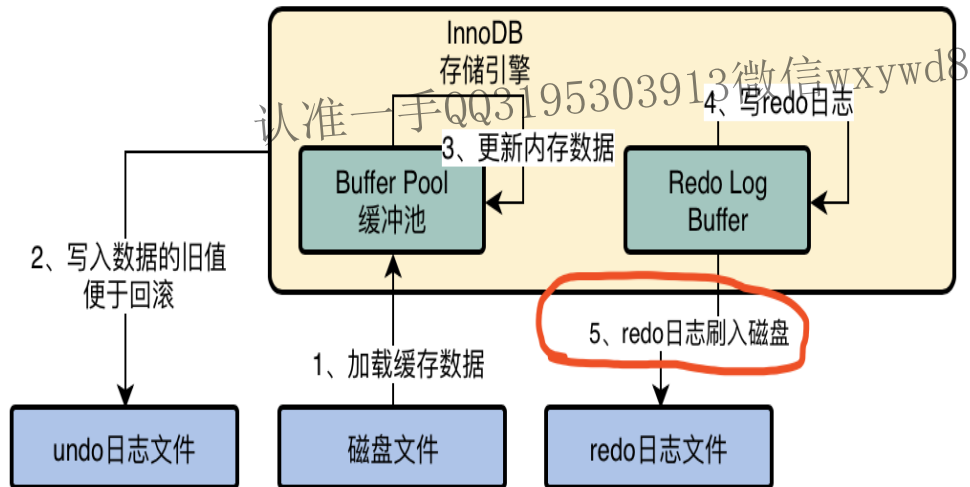 InnoDB
存储引擎
认准一手QQ3195303913微信wxywd8
4、写redo日志
3、更新内存数据
Buffer Pool
缓冲池
Redo Log
Buffer
2、写入数据的旧值
便于回滚
5、redo日志刷入磁盘
1、加载缓存数据
undo日志文件
磁盘文件
redo日志文件